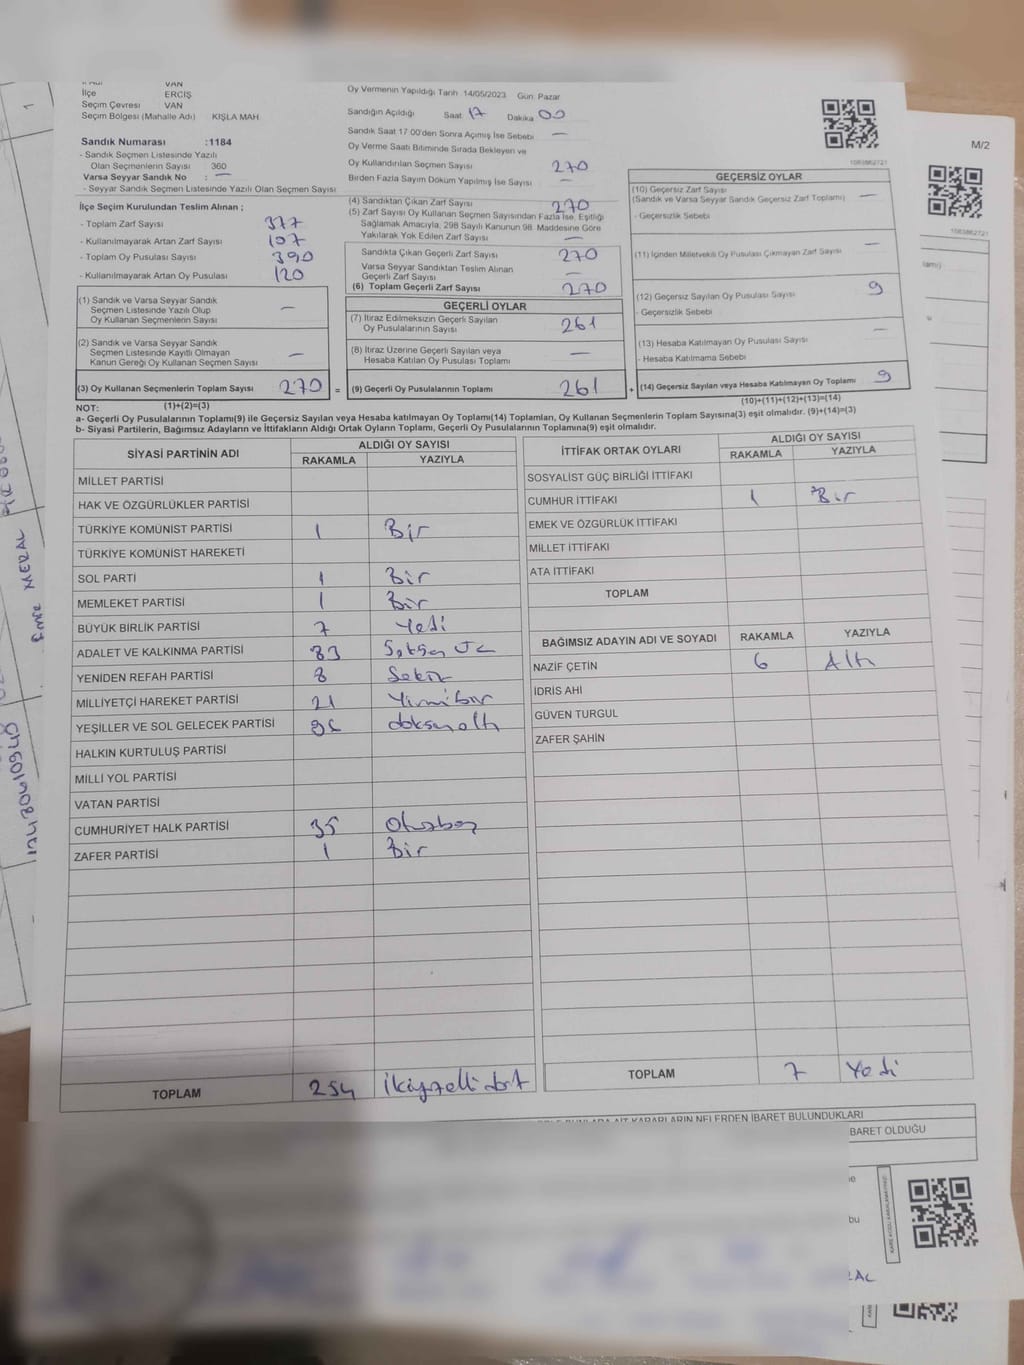 VAN
İlçe ERCİŞ
Seçim Çevresi VAN
Seçim Bölgesi (Mahalle Adı) KIŞLA MAH.
Sandık Numarası :1184
- Sandık Seçmen Listesinde Yazılı
Olan Seçmenlerin Sayısı 360
Varsa Seyyar Sandık No : —
- Seyyar Sandık Seçmen Listesinde Yazılı Olan Seçmen Sayısı
İlçe Seçim Kurulundan Teslim Alınan ;
- Toplam Zarf Sayısı 377
- Kullanılmayarak Artan Zarf Sayısı 107
- Toplam Oy Pusulası Sayısı 390
- Kullanılmayarak Artan Oy Pusulası 120
(1) Sandık ve Varsa Seyyar Sandık
Seçmen Listesinde Yazılı Olup
Oy Kullanan Seçmenlerin Sayısı —
(2) Sandık ve Varsa Seyyar Sandık
Seçmen Listesinde Kayıtlı Olmayan
Kanun Gereği Oy Kullanan Seçmen Sayısı —
(3) Oy Kullanan Seçmenlerin Toplam Sayısı 270 =
Oy Vermenin Yapıldığı Tarih 14/05/2023 Gün: Pazar
Sandığın Açıldığı Saat 17 Dakika 00
Sandık Saat 17:00'den Sonra Açılmış İse Sebebi —
Oy Verme Saati Bitiminde Sırada Bekleyen ve
Oy Kullandırılan Seçmen Sayısı 270
Birden Fazla Sayım Döküm Yapılmış İse Sayısı —
(4) Sandıktan Çıkan Zarf Sayısı 270
(5) Zarf Sayısı Oy Kullanan Seçmen Sayısından Fazla İse, Eşitliği
Sağlamak Amacıyla, 298 Sayılı Kanunun 98. Maddesine Göre
Yakılarak Yok Edilen Zarf Sayısı —
Sandıkta Çıkan Geçerli Zarf Sayısı 270
Varsa Seyyar Sandıktan Teslim Alınan
Geçerli Zarf Sayısı —
(6) Toplam Geçerli Zarf Sayısı 270
GEÇERLİ OYLAR
(7) İtiraz Edilmeksizin Geçerli Sayılan
Oy Pusulalarının Sayısı 261
(8) İtiraz Üzerine Geçerli Sayılan veya
Hesaba Katılan Oy Pusulası Toplamı —
(9) Geçerli Oy Pusulalarının Toplamı 261 +
1083862721
GEÇERSİZ OYLAR
(10) Geçersiz Zarf Sayısı
(Sandık ve Varsa Seyyar Sandık Geçersiz Zarf Toplamı) —
- Geçersizlik Sebebi
(11) İçinden Milletvekili Oy Pusulası Çıkmayan Zarf Sayısı —
(12) Geçersiz Sayılan Oy Pusulası Sayısı 9
- Geçersizlik Sebebi
(13) Hesaba Katılmayan Oy Pusulası Sayısı —
- Hesaba Katılmama Sebebi
(14) Geçersiz Sayılan veya Hesaba Katılmayan Oy Toplamı 9
M/2
1083862721
NOT: (1)+(2)=(3) (10)+(11)+(12)+(13)=(14)
a- Geçerli Oy Pusulalarının Toplamı(9) ile Geçersiz Sayılan veya Hesaba katılmayan Oy Toplamı(14) Toplamları, Oy Kullanan Seçmenlerin Toplam Sayısına(3) eşit olmalıdır. (9)+(14)=(3)
b- Siyasi Partilerin, Bağımsız Adayların ve İttifakların Aldığı Ortak Oyların Toplamı, Geçerli Oy Pusulalarının Toplamına(9) eşit olmalıdır.
SİYASİ PARTİNİN ADI ALDIĞI OY SAYISI
RAKAMLA YAZIYLA
MİLLET PARTİSİ
HAK VE ÖZGÜRLÜKLER PARTİSİ
TÜRKİYE KOMÜNİST PARTİSİ 1 Bir
TÜRKİYE KOMÜNİST HAREKETİ
SOL PARTİ 1 Bir
MEMLEKET PARTİSİ 1 Bir
BÜYÜK BİRLİK PARTİSİ 7 Yedi
ADALET VE KALKINMA PARTİSİ 83 Seksen Üç
YENİDEN REFAH PARTİSİ 8 Sekiz
MİLLİYETÇİ HAREKET PARTİSİ 21 Yirmibir
YEŞİLLER VE SOL GELECEK PARTİSİ 96 doksanaltı
HALKIN KURTULUŞ PARTİSİ
MİLLİ YOL PARTİSİ
VATAN PARTİSİ
CUMHURİYET HALK PARTİSİ 35 Otuzbeş
ZAFER PARTİSİ 1 Bir
TOPLAM 254 ikiyüzellidört
İTTİFAK ORTAK OYLARI ALDIĞI OY SAYISI
RAKAMLA YAZIYLA
SOSYALİST GÜÇ BİRLİĞİ İTTİFAKI
CUMHUR İTTİFAKI 1 Bir
EMEK VE ÖZGÜRLÜK İTTİFAKI
MİLLET İTTİFAKI
ATA İTTİFAKI
TOPLAM
BAĞIMSIZ ADAYIN ADI VE SOYADI RAKAMLA YAZIYLA
NAZİF ÇETİN 6 Altı
İDRİS AHİ
GÜVEN TURGUL
ZAFER ŞAHİN
TOPLAM 7 Yedi
KARARLARIN NELERDEN İBARET BULUNDUKLARI
BARET OLDUĞU